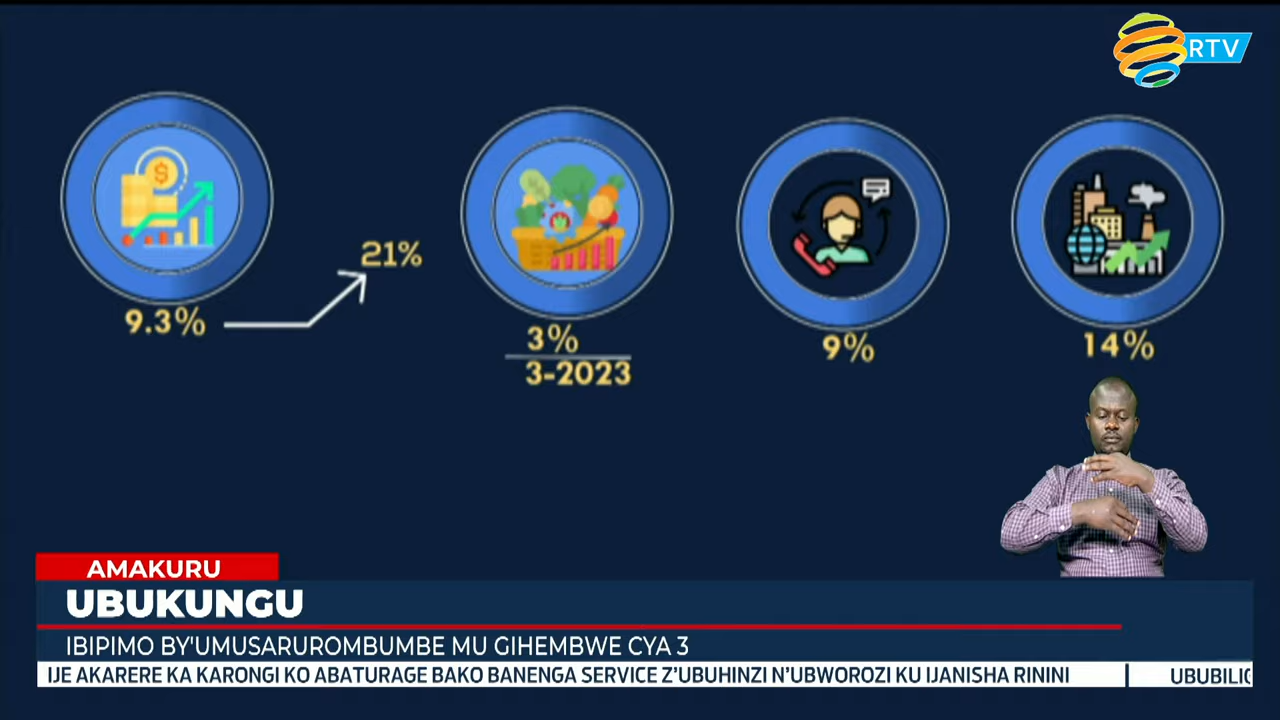 RTV
21%
9.3%
3%
3-2023
9%
14%
AMAKURU
UBUKUNGU
IBIPIMO BY'UMUSARUROMBUMBE MU GIHEMBWE CYA 3
IJE AKARERE KA KARONGI KO ABATURAGE BAKO BANENGA SERVICE Z'UBUHINZI N'UBWOROZI KU IJANISHA RININI